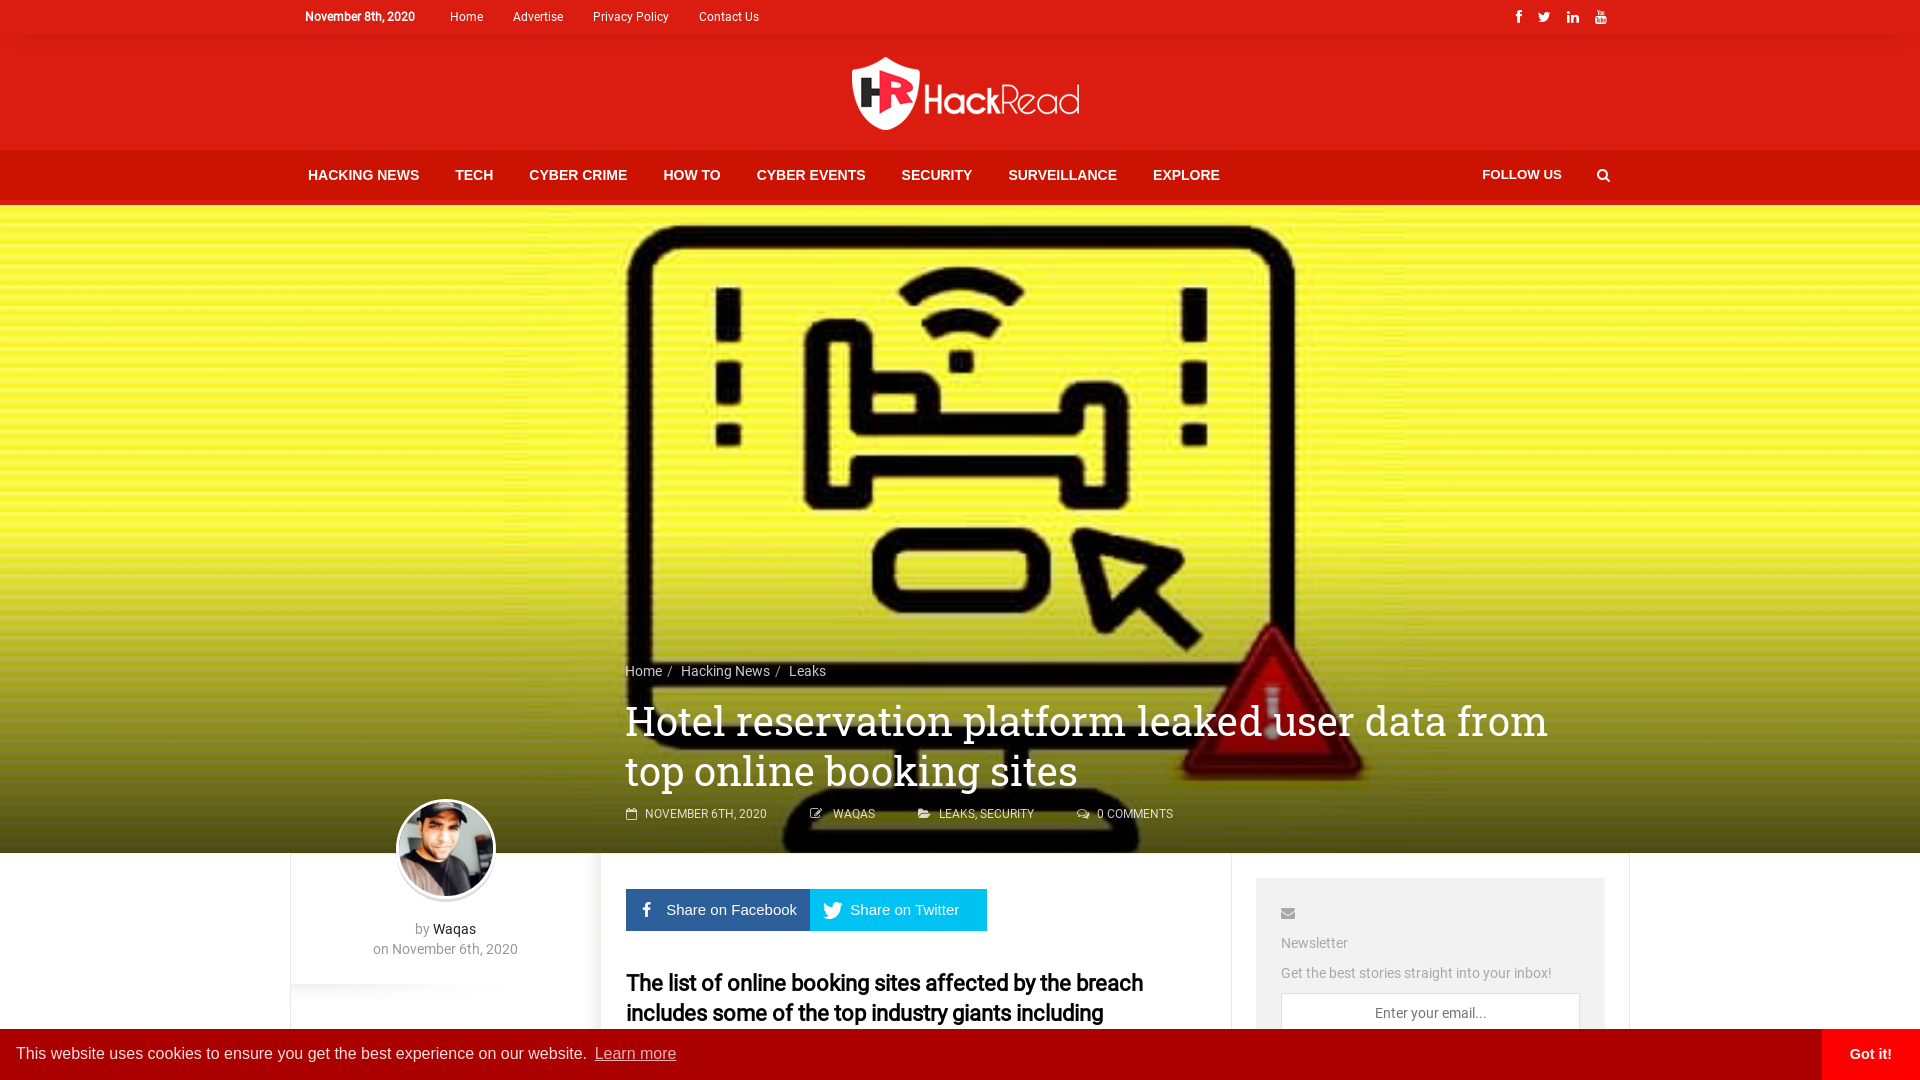 November 8th, 2020 Home Advertise Privacy Policy Contact Us
HR HackRead
HACKING NEWS TECH CYBER CRIME HOW TO CYBER EVENTS SECURITY SURVEILLANCE EXPLORE FOLLOW US
Home / Hacking News / Leaks
Hotel reservation platform leaked user data from
top online booking sites
NOVEMBER 6TH, 2020 WAQAS LEAKS, SECURITY 0 COMMENTS
by Waqas
on November 6th, 2020
Share on Facebook Share on Twitter
The list of online booking sites affected by the breach
includes some of the top industry giants including
Newsletter
Get the best stories straight into your inbox!
Enter your email...
This website uses cookies to ensure you get the best experience on our website. Learn more
Got it!